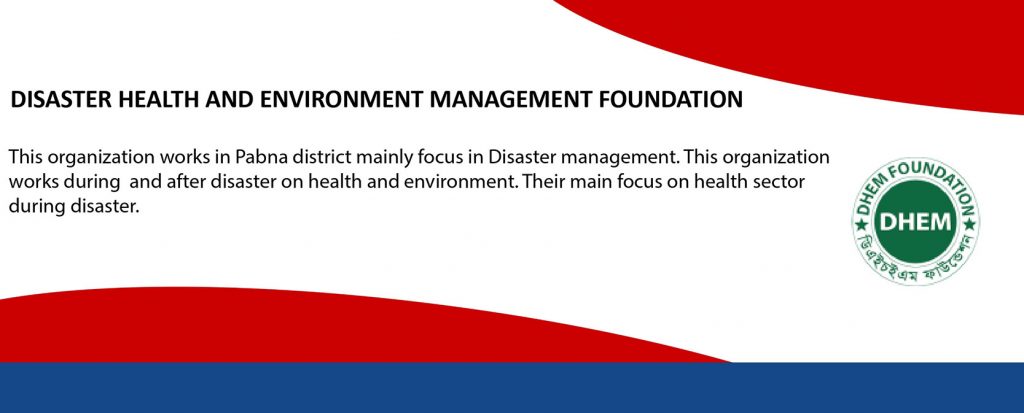 DISASTER HEALTH AND ENVIRONMENT MANAGEMENT FOUNDATION
This organization works in Pabna district mainly focus in Disaster management. This organization
works during  and after disaster on health and environment. Their main focus on health sector
during disaster.
DHEM FOUNDATION
DHEM
ডিএইচইএম ফাউন্ডেশন